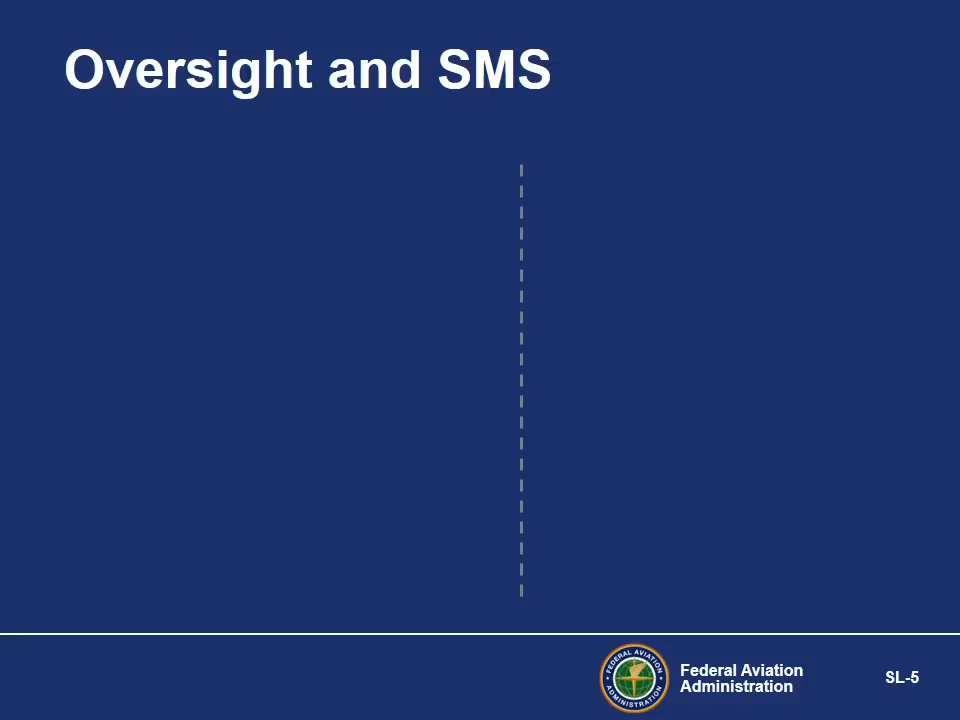 Oversight and SMS
FEDERAL AVIATION
ADMINISTRATION
Federal Aviation
Administration
SL-5